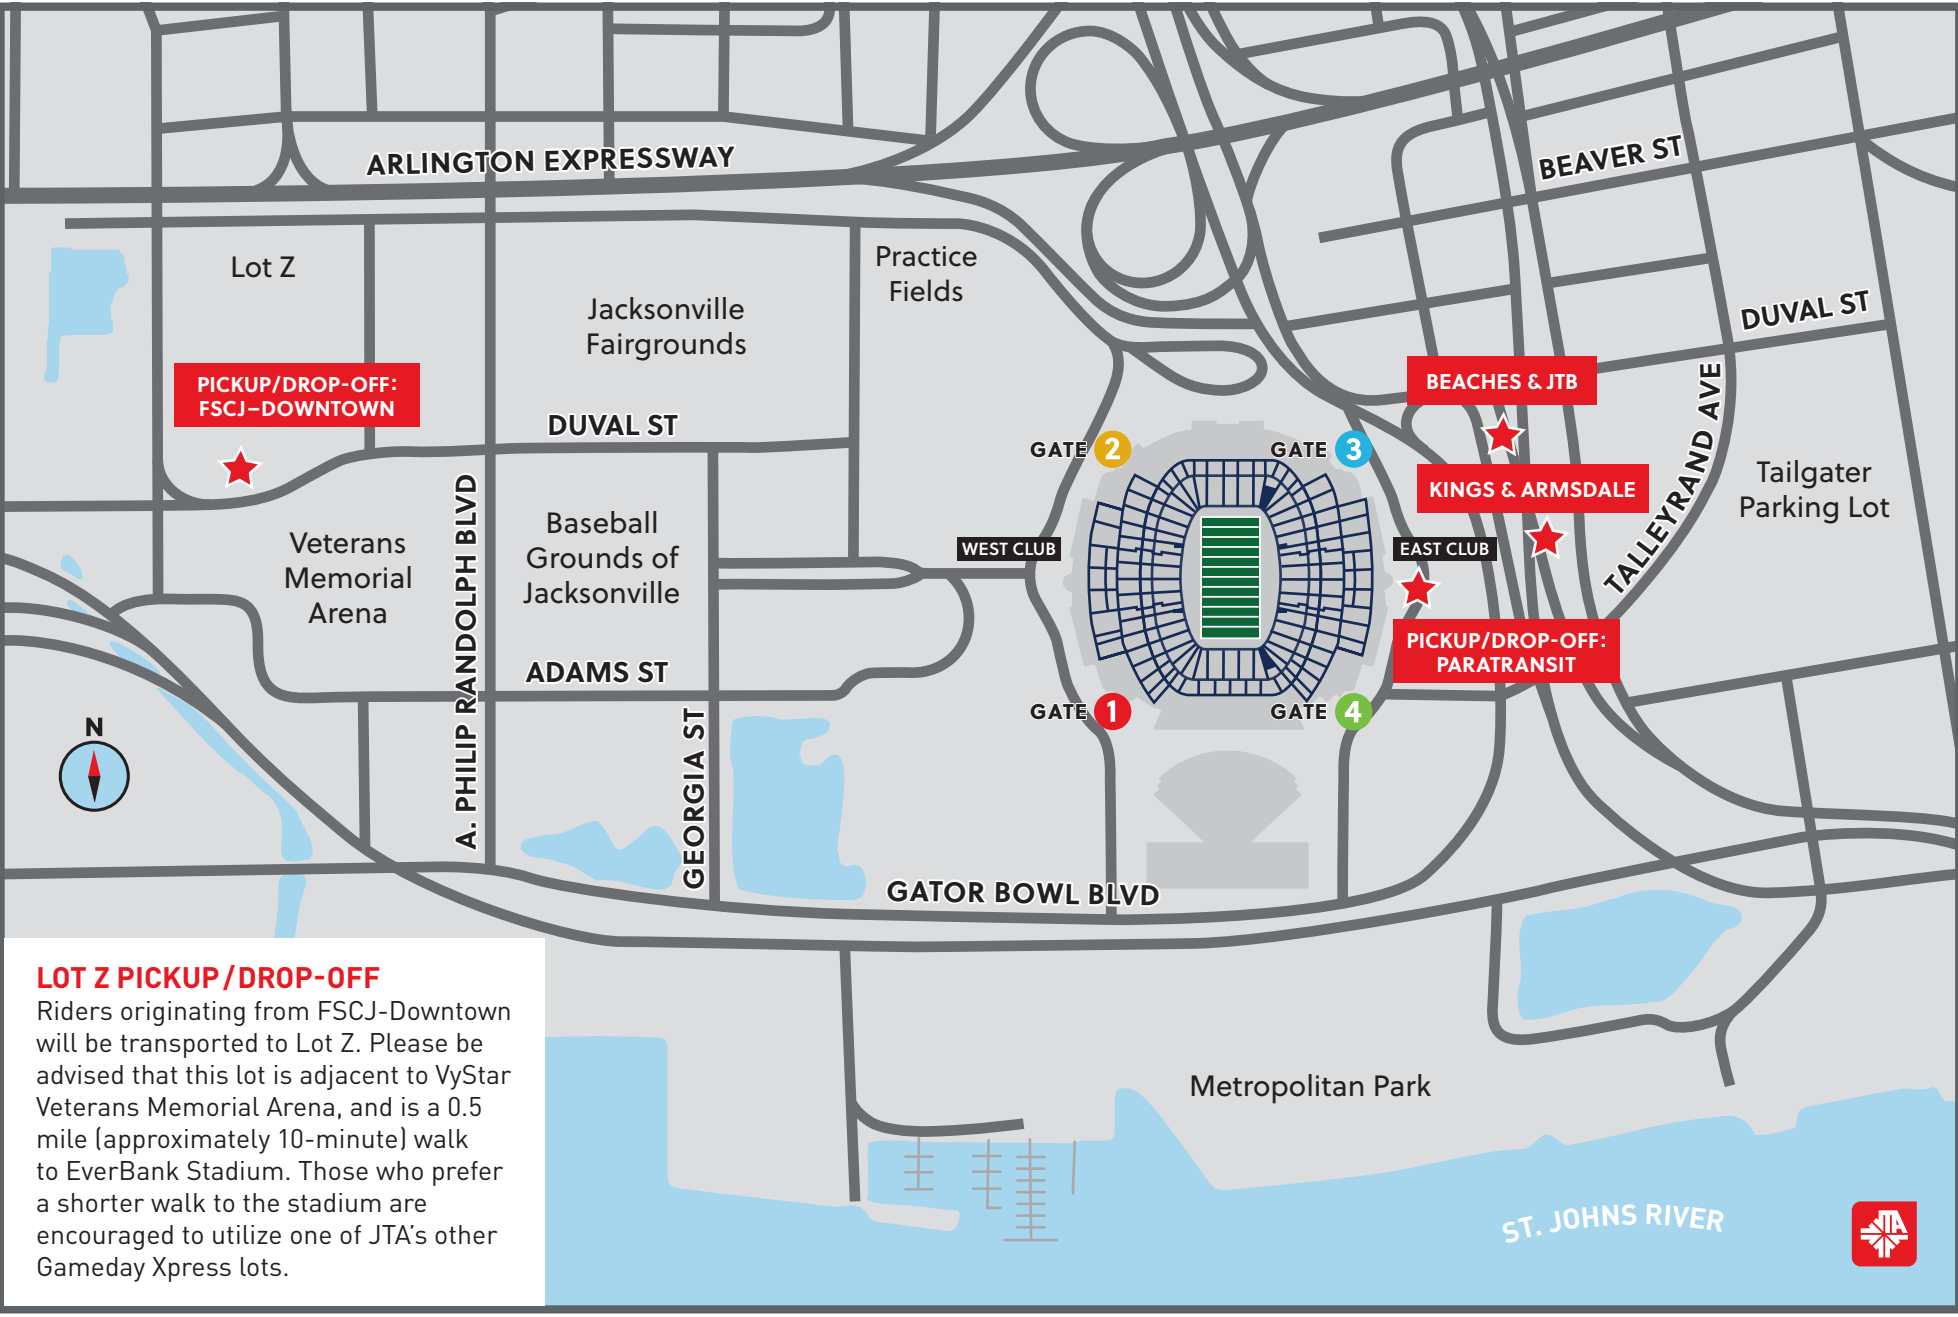 ARLINGTON EXPRESSWAY
BEAVER ST
Lot Z
Practice
Fields
Jacksonville
Fairgrounds
DUVAL ST
PICKUP/DROP-OFF:
FSCJ–DOWNTOWN
BEACHES & JTB
DUVAL ST
GATE 2
GATE 3
KINGS & ARMSDALE
TALLEYRAND AVE
Tailgater
Parking Lot
A. PHILIP RANDOLPH BLVD
Veterans
Memorial
Arena
Baseball
Grounds of
Jacksonville
WEST CLUB
EAST CLUB
PICKUP/DROP-OFF:
PARATRANSIT
ADAMS ST
GATE 1
GATE 4
N
GEORGIA ST
GATOR BOWL BLVD
LOT Z PICKUP/DROP-OFF
Riders originating from FSCJ-Downtown
will be transported to Lot Z. Please be
advised that this lot is adjacent to VyStar
Veterans Memorial Arena, and is a 0.5
mile (approximately 10-minute) walk
to EverBank Stadium. Those who prefer
a shorter walk to the stadium are
encouraged to utilize one of JTA's other
Gameday Xpress lots.
Metropolitan Park
ST. JOHNS RIVER
JTA